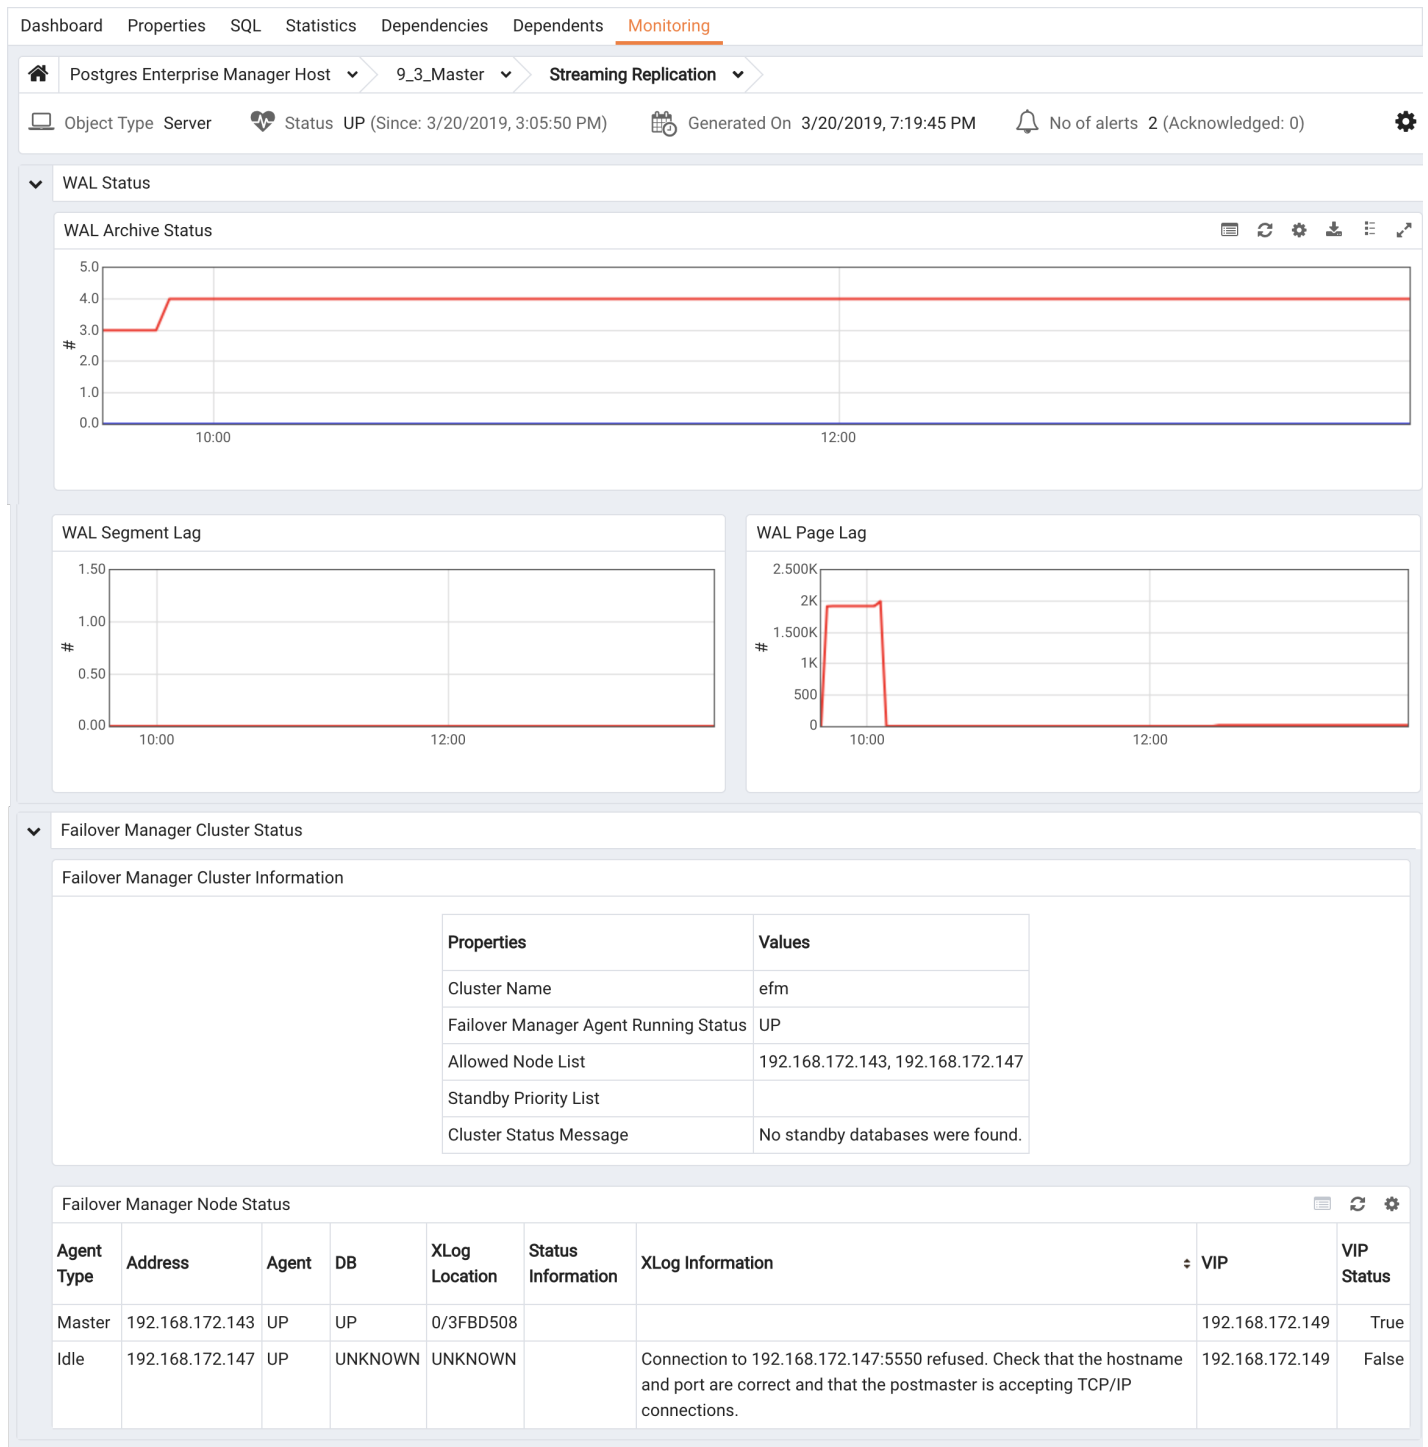 Dashboard Properties SQL Statistics Dependencies Dependents Monitoring
Postgres Enterprise Manager Host 9_3_Master Streaming Replication
Object Type Server Status UP (Since: 3/20/2019, 3:05:50 PM) Generated On 3/20/2019, 7:19:45 PM No of alerts 2 (Acknowledged: 0)
WAL Status
WAL Archive Status
5.0
4.0
3.0
#
2.0
1.0
0.0
10:00 12:00
WAL Segment Lag
1.50
1.00
#
0.50
0.00
10:00 12:00
WAL Page Lag
2.500K
2K
1.500K
#
1K
500
0
10:00 12:00
Failover Manager Cluster Status
Failover Manager Cluster Information
Properties Values
Cluster Name efm
Failover Manager Agent Running Status UP
Allowed Node List 192.168.172.143, 192.168.172.147
Standby Priority List
Cluster Status Message No standby databases were found.
Failover Manager Node Status
Agent Type Address Agent DB XLog Location Status Information XLog Information VIP VIP Status
Master 192.168.172.143 UP UP 0/3FBD508 192.168.172.149 True
Idle 192.168.172.147 UP UNKNOWN UNKNOWN Connection to 192.168.172.147:5550 refused. Check that the hostname 192.168.172.149 False
and port are correct and that the postmaster is accepting TCP/IP
connections.